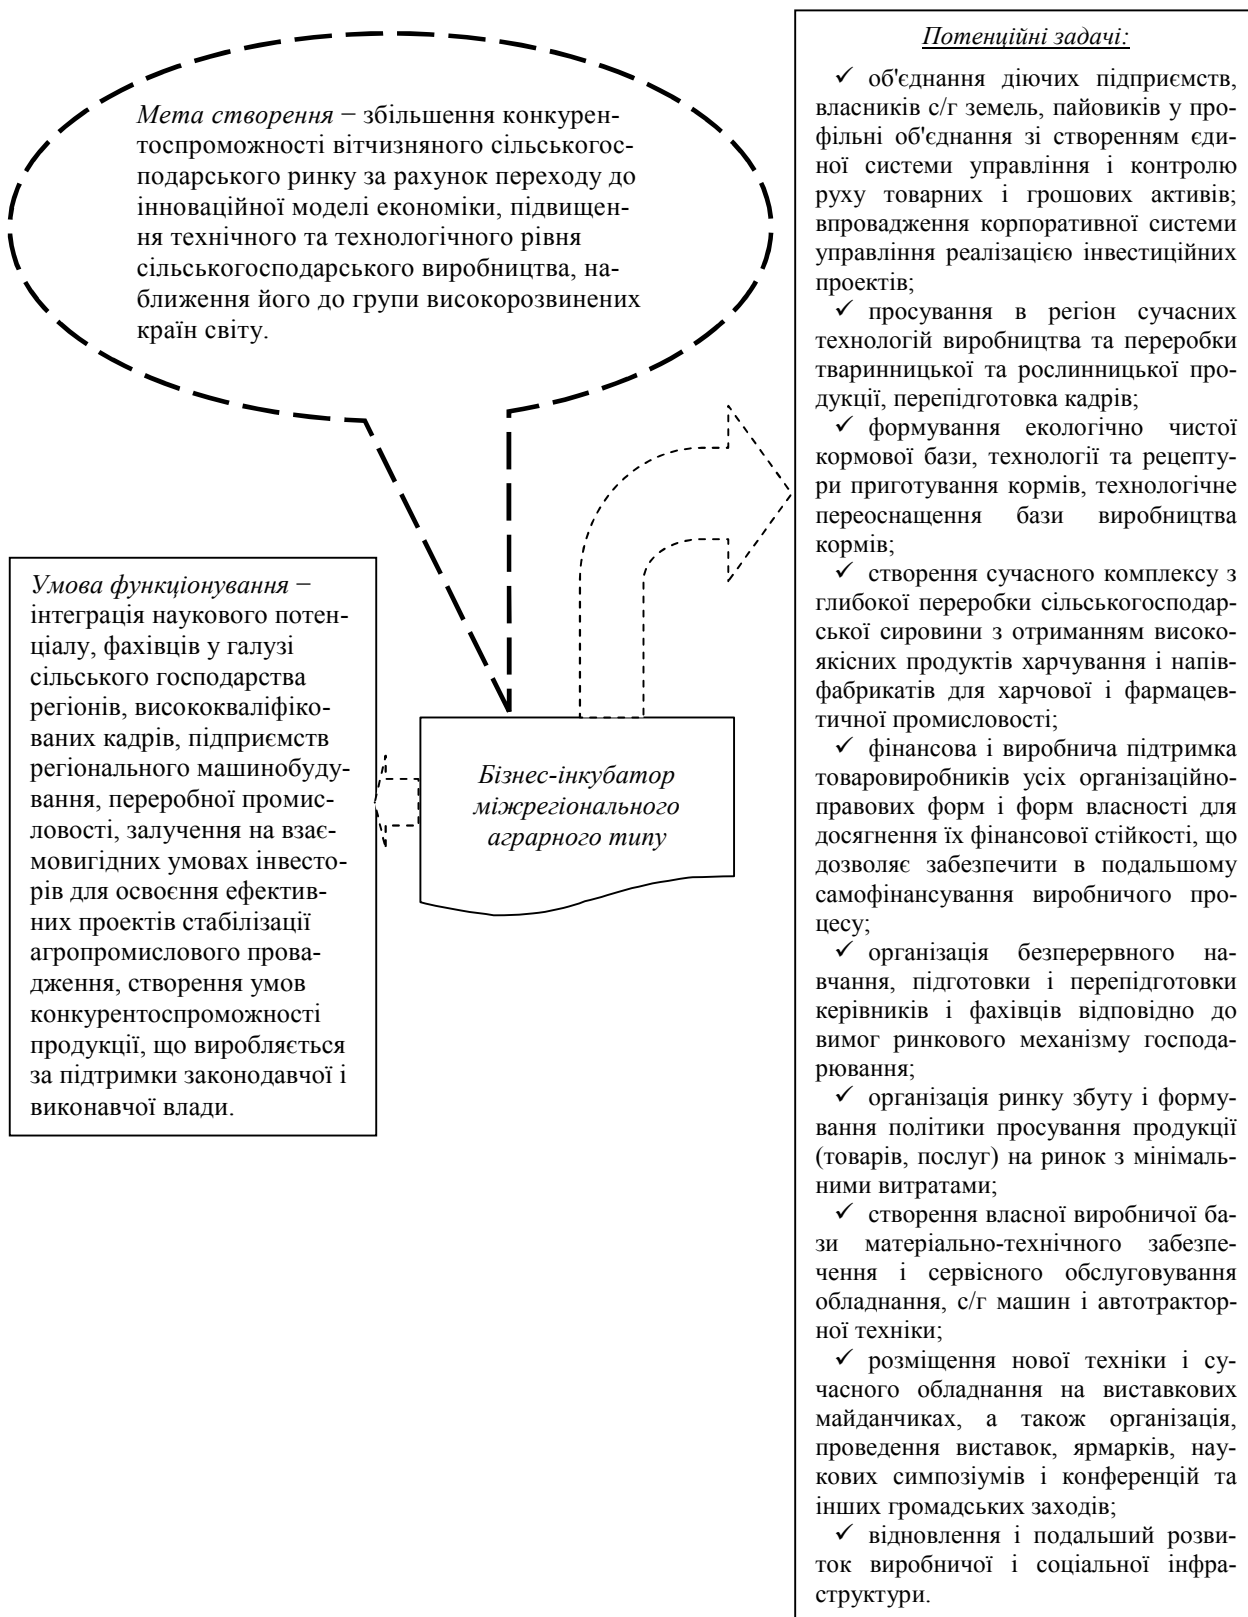 Мета створення − збільшення конкурен-
тоспроможності вітчизняного сільськогос-
подарського ринку за рахунок переходу до
інноваційної моделі економіки, підвищен-
ня технічного та технологічного рівня
сільськогосподарського виробництва, на-
ближення його до групи високорозвинених
країн світу.
Умова функціонування −
інтеграція наукового потен-
ціалу, фахівців у галузі
сільського господарства
регіонів, висококваліфіко-
ваних кадрів, підприємств
регіонального машинобуду-
вання, переробної промис-
ловості, залучення на взає-
мовигідних умовах інвесто-
рів для освоєння ефектив-
них проектів стабілізації
агропромислового прова-
дження, створення умов
конкурентоспроможності
продукції, що виробляється
за підтримки законодавчої і
виконавчої влади.
Бізнес-інкубатор
міжрегіонального
аграрного типу
Потенційні задачі:
✓ об'єднання діючих підприємств,
власників с/г земель, пайовиків у про-
фільні об'єднання зі створенням єди-
ної системи управління і контролю
руху товарних і грошових активів;
впровадження корпоративної системи
управління реалізацією інвестиційних
проектів;
✓ просування в регіон сучасних
технологій виробництва та переробки
тваринницької та рослинницької про-
дукції, перепідготовка кадрів;
✓ формування екологічно чистої
кормової бази, технології та рецепту-
ри приготування кормів, технологічне
переоснащення бази виробництва
кормів;
✓ створення сучасного комплексу з
глибокої переробки сільськогосподар-
ської сировини з отриманням високо-
якісних продуктів харчування і напів-
фабрикатів для харчової і фармацев-
тичної промисловості;
✓ фінансова і виробнича підтримка
товаровиробників усіх організаційно-
правових форм і форм власності для
досягнення їх фінансової стійкості, що
дозволяє забезпечити в подальшому
самофінансування виробничого про-
цесу;
✓ організація безперервного на-
вчання, підготовки і перепідготовки
керівників і фахівців відповідно до
вимог ринкового механізму господа-
рювання;
✓ організація ринку збуту і форму-
вання політики просування продукції
(товарів, послуг) на ринок з мінімаль-
ними витратами;
✓ створення власної виробничої ба-
зи матеріально-технічного забезпе-
чення і сервісного обслуговування
обладнання, с/г машин і автотрактор-
ної техніки;
✓ розміщення нової техніки і су-
часного обладнання на виставкових
майданчиках, а також організація,
проведення виставок, ярмарків, нау-
кових симпозіумів і конференцій та
інших громадських заходів;
✓ відновлення і подальший розви-
ток виробничої і соціальної інфра-
структури.